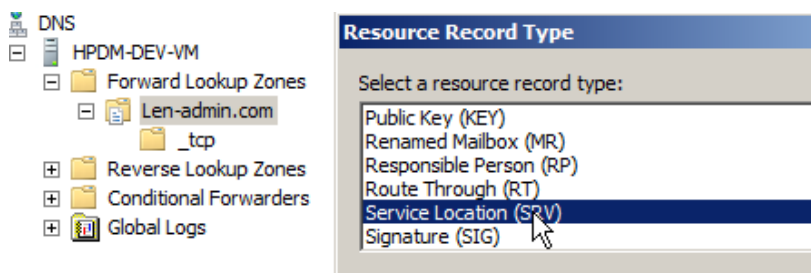 DNS
HPDM-DEV-VM
Forward Lookup Zones
Len-admin.com
_tcp
Reverse Lookup Zones
Conditional Forwarders
Global Logs
Resource Record Type
Select a resource record type:
Public Key (KEY)
Renamed Mailbox (MR)
Responsible Person (RP)
Route Through (RT)
Service Location (SRV)
Signature (SIG)